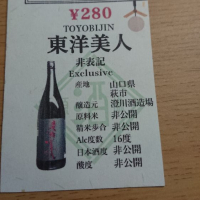 ¥280
TOYOBIJIN
東洋美人
非表記
Exclusive
産地 山口県
萩市
醸造元 澄川酒造場
原料米 非公開
精米歩合 非公開
Alc度数 16度
日本酒度 非公開
酸度 非公開